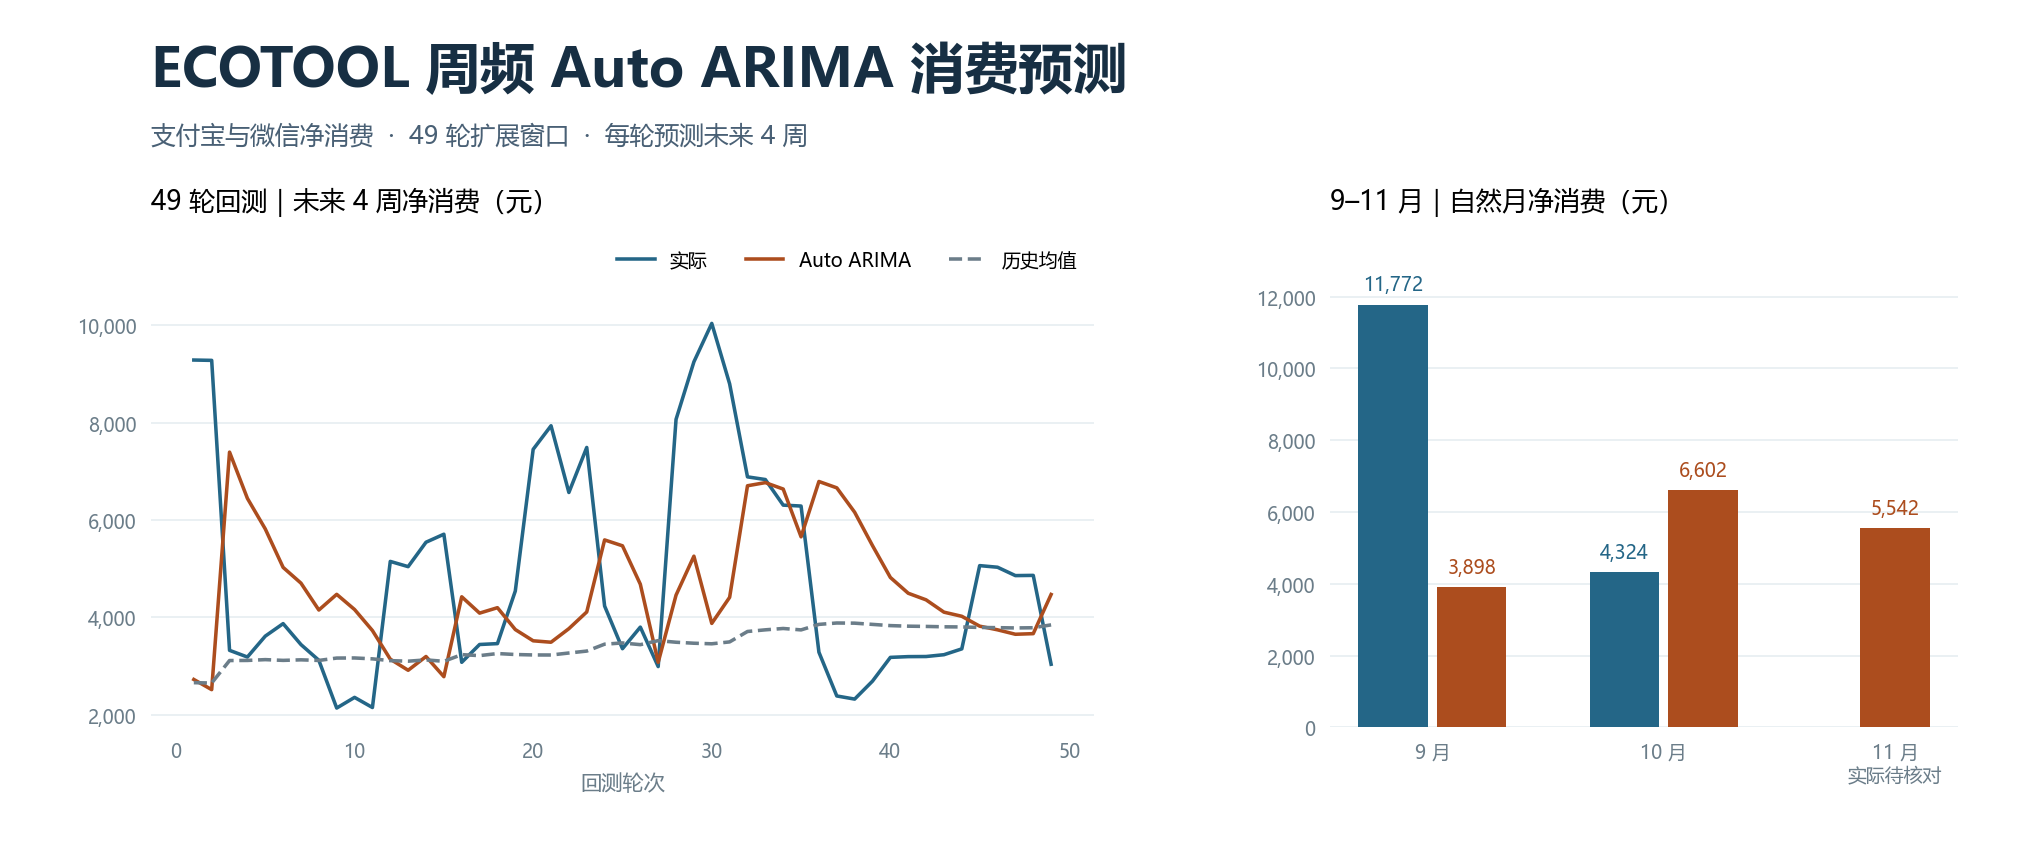 ECOTOOL 周频 Auto ARIMA 消费预测
支付宝与微信净消费 · 49 轮扩展窗口 · 每轮预测未来 4 周
49 轮回测 | 未来 4 周净消费（元）
实际 Auto ARIMA 历史均值
10,000
8,000
6,000
4,000
2,000
0 10 20 30 40 50
回测轮次
9–11 月 | 自然月净消费（元）
12,000
10,000
8,000
6,000
4,000
2,000
0
11,772
3,898
4,324
6,602
5,542
9 月 10 月 11 月
实际待核对